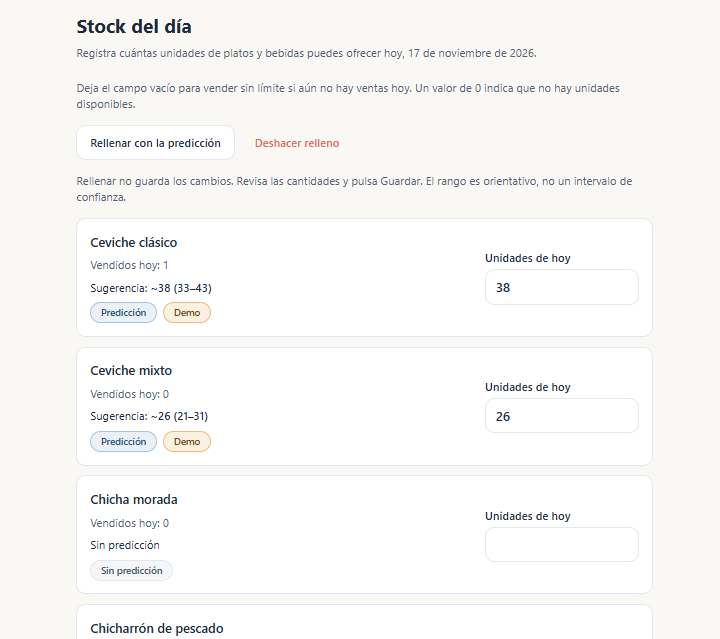 Stock del día
Registra cuántas unidades de platos y bebidas puedes ofrecer hoy, 17 de noviembre de 2026.
Deja el campo vacío para vender sin límite si aún no hay ventas hoy. Un valor de 0 indica que no hay unidades
disponibles.
Rellenar con la predicción
Deshacer relleno
Rellenar no guarda los cambios. Revisa las cantidades y pulsa Guardar. El rango es orientativo, no un intervalo de
confianza.
Ceviche clásico
Vendidos hoy: 1
Sugerencia: ~38 (33–43)
Predicción
Demo
Unidades de hoy
38
Ceviche mixto
Vendidos hoy: 0
Sugerencia: ~26 (21–31)
Predicción
Demo
Unidades de hoy
26
Chicha morada
Vendidos hoy: 0
Sin predicción
Sin predicción
Unidades de hoy
Chicharrón de pescado